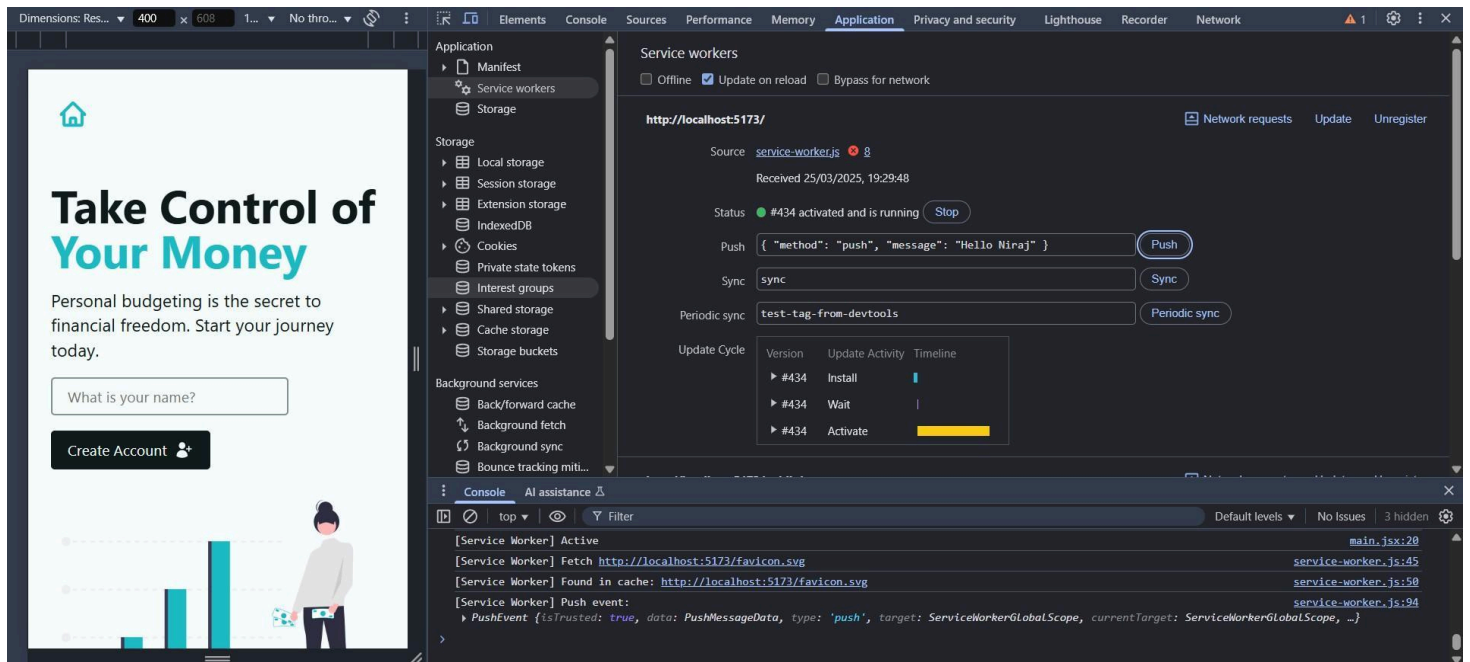 Dimensions: Res... 400 x 608 1... No thro...
Elements Console Sources Performance Memory Application Privacy and security Lighthouse Recorder Network 1
Take Control of
Your Money
Personal budgeting is the secret to
financial freedom. Start your journey
today.
What is your name?
Create Account
Application
Manifest
Service workers
Storage
Storage
Local storage
Session storage
Extension storage
IndexedDB
Cookies
Private state tokens
Interest groups
Shared storage
Cache storage
Storage buckets
Background services
Back/forward cache
Background fetch
Background sync
Bounce tracking miti...
Service workers
Offline Update on reload Bypass for network
http://localhost:5173/ Network requests Update Unregister
Source service-worker.js 8
Received 25/03/2025, 19:29:48
Status #434 activated and is running Stop
Push { "method": "push", "message": "Hello Niraj" } Push
Sync sync Sync
Periodic sync test-tag-from-devtools Periodic sync
Update Cycle Version Update Activity Timeline
#434 Install
#434 Wait
#434 Activate
Console AI assistance
top Filter Default levels No Issues 3 hidden
[Service Worker] Active main.jsx:20
[Service Worker] Fetch http://localhost:5173/favicon.svg service-worker.js:45
[Service Worker] Found in cache: http://localhost:5173/favicon.svg service-worker.js:50
[Service Worker] Push event: service-worker.js:94
PushEvent {isTrusted: true, data: PushMessageData, type: 'push', target: ServiceWorkerGlobalScope, currentTarget: ServiceWorkerGlobalScope, …}